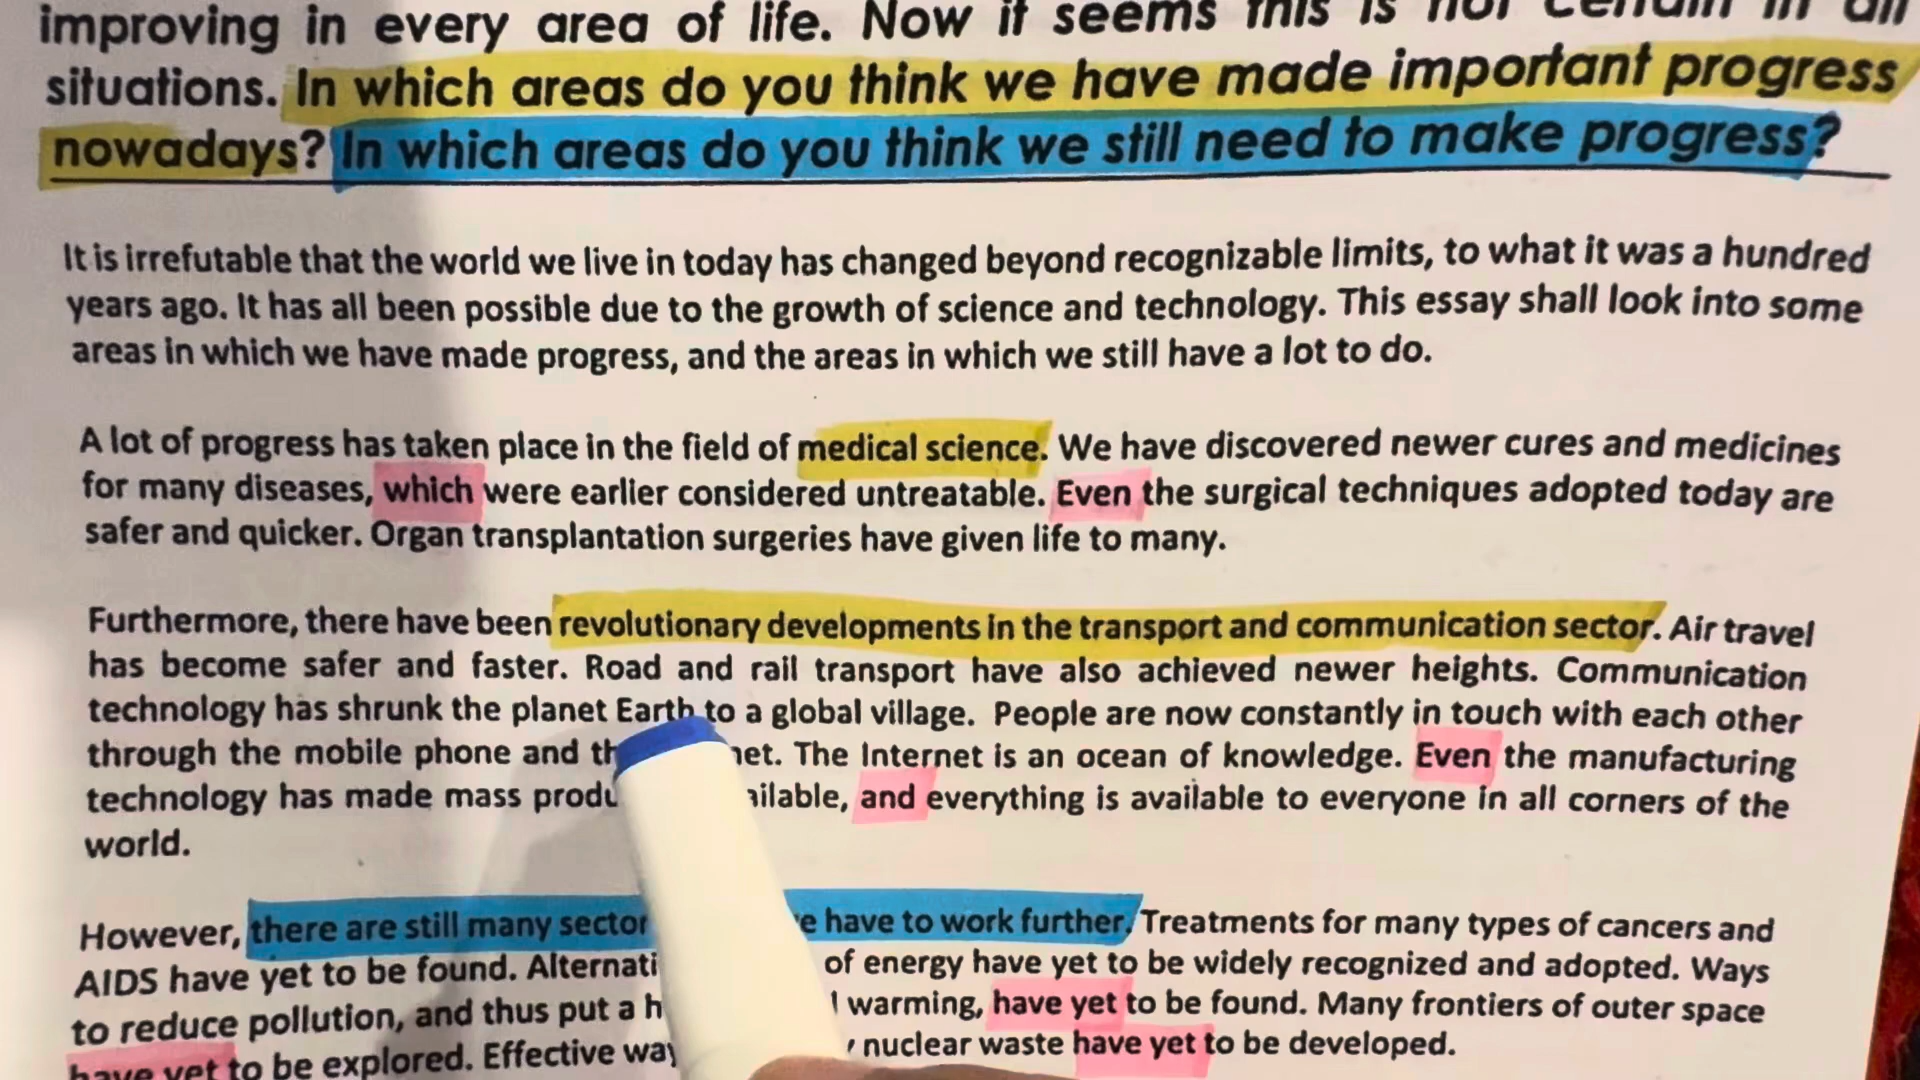 improving in every area of life. Now it seems this is not certain in all
situations. In which areas do you think we have made important progress
nowadays? In which areas do you think we still need to make progress?
It is irrefutable that the world we live in today has changed beyond recognizable limits, to what it was a hundred
years ago. It has all been possible due to the growth of science and technology. This essay shall look into some
areas in which we have made progress, and the areas in which we still have a lot to do.
A lot of progress has taken place in the field of medical science. We have discovered newer cures and medicines
for many diseases, which were earlier considered untreatable. Even the surgical techniques adopted today are
safer and quicker. Organ transplantation surgeries have given life to many.
Furthermore, there have been revolutionary developments in the transport and communication sector. Air travel
has become safer and faster. Road and rail transport have also achieved newer heights. Communication
technology has shrunk the planet Earth to a global village. People are now constantly in touch with each other
through the mobile phone and. The Internet is an ocean of knowledge. Even the manufacturing
technology has made mass and everything is available to everyone in all corners of the
world.
However, there are still many have to work further. Treatments for many types of cancers and
AIDS have yet to be found. of energy have yet to be widely recognized and adopted. Ways
to reduce pollution, and thus put a warming, have yet to be found. Many frontiers of outer space
have yet to be explored. Effective nuclear waste have yet to be developed.